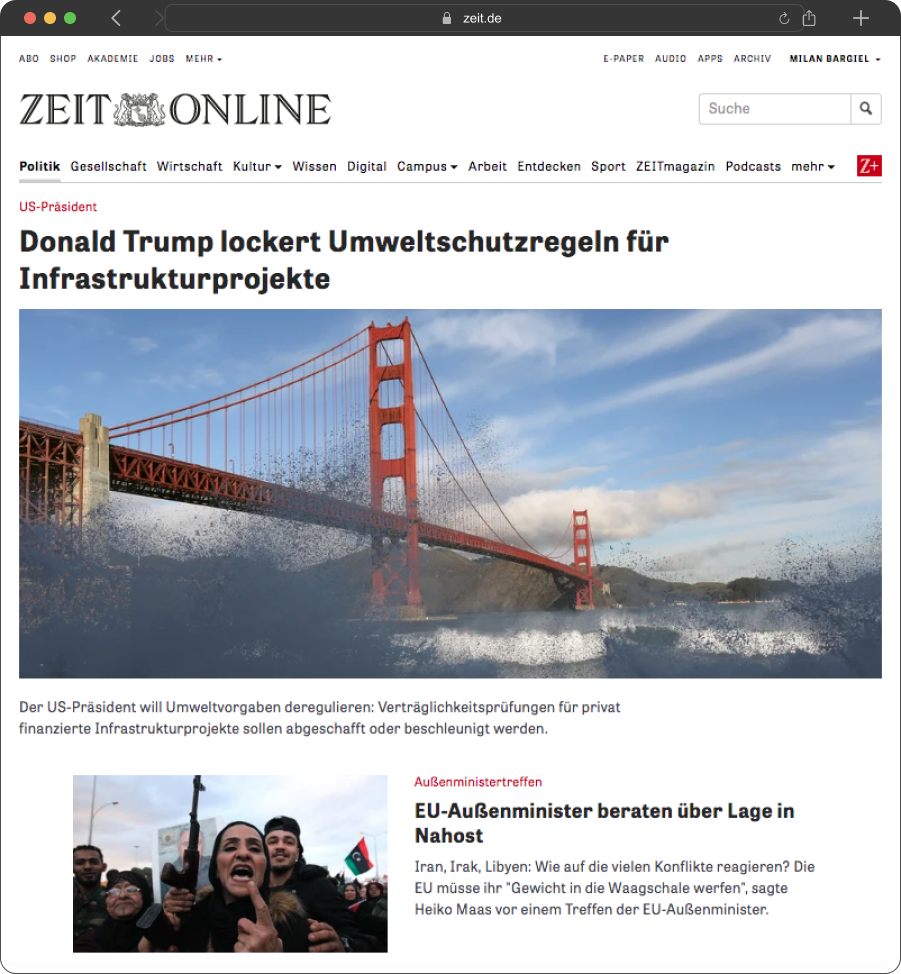 zeit.de
ABO SHOP AKADEMIE JOBS MEHR
E-PAPER AUDIO APPS ARCHIV MILAN BARGIEL
ZEIT ONLINE
Suche
Politik Gesellschaft Wirtschaft Kultur Wissen Digital Campus Arbeit Entdecken Sport ZEITmagazin Podcasts mehr Z+
US-Präsident
Donald Trump lockert Umweltschutzregeln für
Infrastrukturprojekte
Der US-Präsident will Umweltvorgaben deregulieren: Verträglichkeitsprüfungen für privat
finanzierte Infrastrukturprojekte sollen abgeschafft oder beschleunigt werden.
Außenministertreffen
EU-Außenminister beraten über Lage in
Nahost
Iran, Irak, Libyen: Wie auf die vielen Konflikte reagieren? Die
EU müsse ihr "Gewicht in die Waagschale werfen", sagte
Heiko Maas vor einem Treffen der EU-Außenminister.